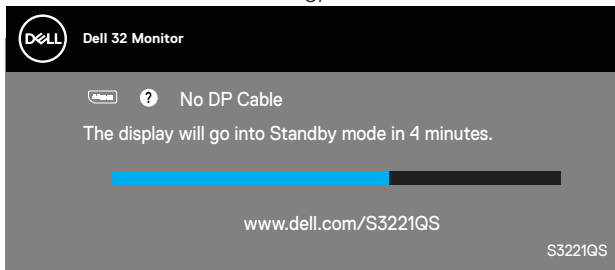 DELL
Dell 32 Monitor
? No DP Cable
The display will go into Standby mode in 4 minutes.
www.dell.com/S3221QS
S3221QS